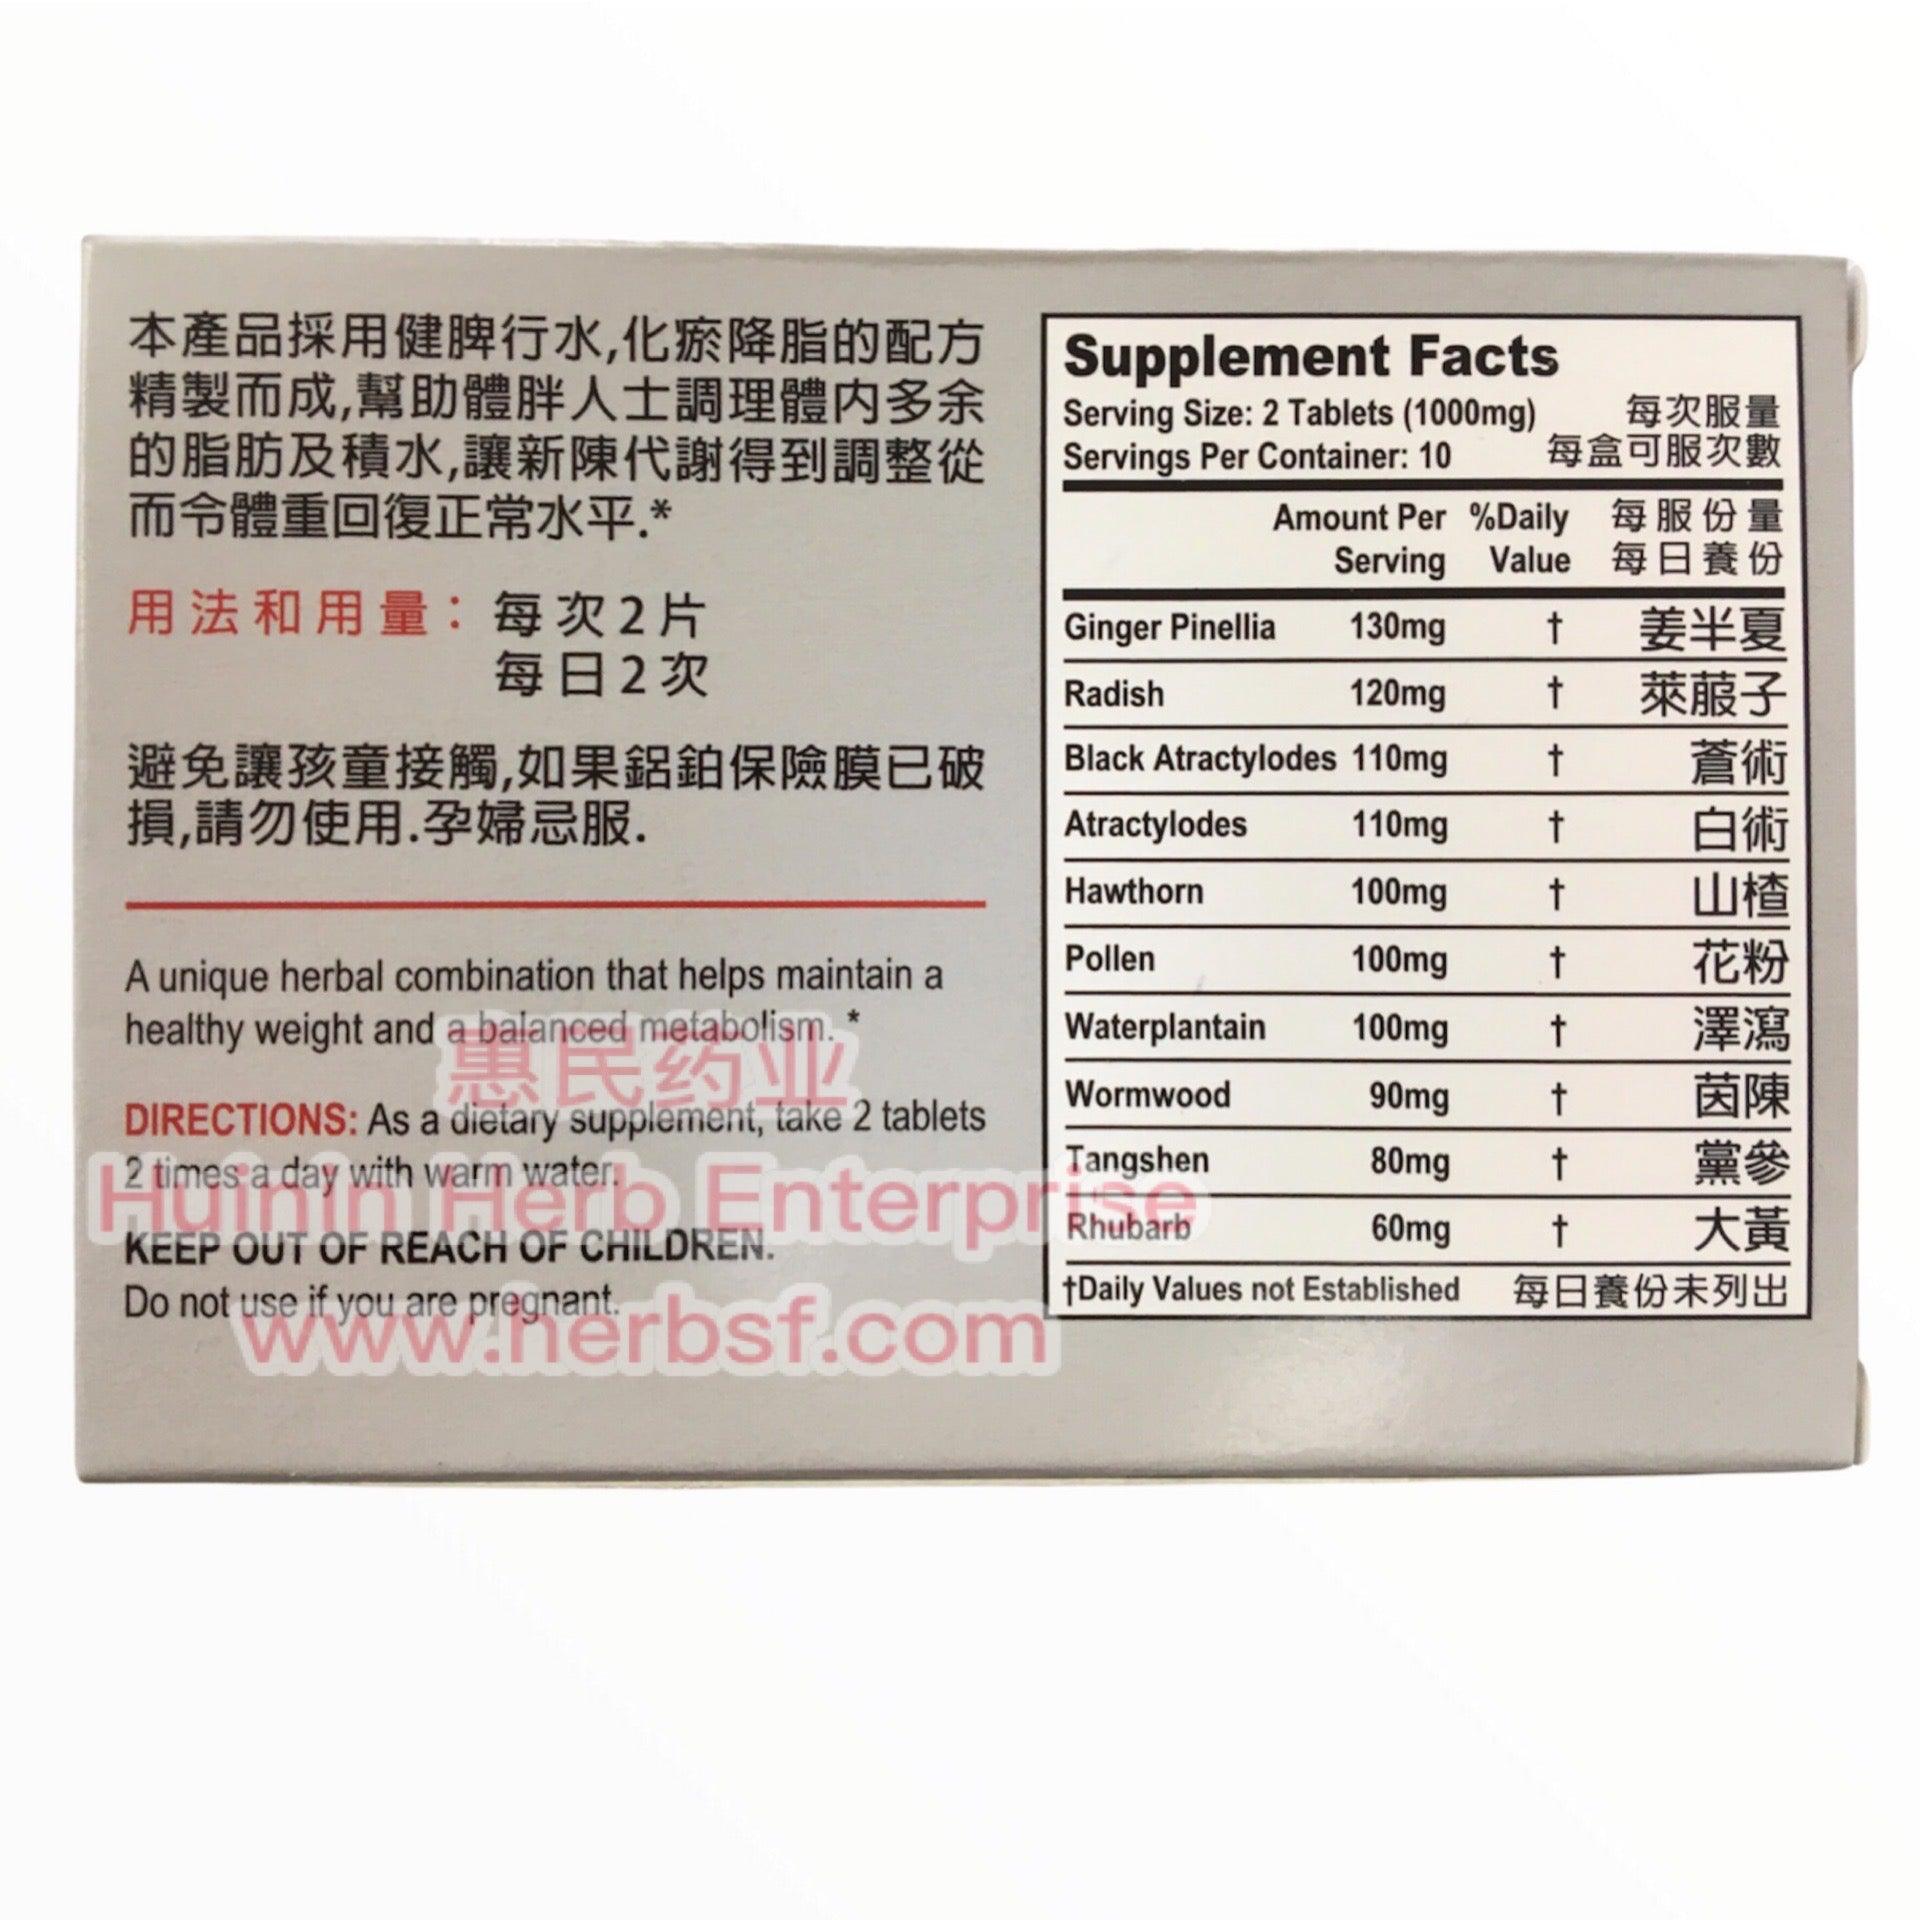 本產品採用健脾行水,化瘀降脂的配方
精製而成,幫助體胖人士調理體内多余
的脂肪及積水,讓新陳代謝得到調整從
而令體重回復正常水平.*
用法和用量： 每次2片
每日2次
避免讓孩童接觸,如果鋁鉑保險膜已破
損,請勿使用.孕婦忌服.
A unique herbal combination that helps maintain a
healthy weight and a balanced metabolism. *
DIRECTIONS: As a dietary supplement, take 2 tablets
2 times a day with warm water.
KEEP OUT OF REACH OF CHILDREN.
Do not use if you are pregnant.
惠民药业
Huinin Herb Enterprise
www.herbsf.com
Supplement Facts
Serving Size: 2 Tablets (1000mg) 每次服量
Servings Per Container: 10 每盒可服次數
Amount Per %Daily 每服份量
Serving Value 每日養份
Ginger Pinellia 130mg † 姜半夏
Radish 120mg † 萊菔子
Black Atractylodes 110mg † 蒼術
Atractylodes 110mg † 白術
Hawthorn 100mg † 山楂
Pollen 100mg † 花粉
Waterplantain 100mg † 澤瀉
Wormwood 90mg † 茵陳
Tangshen 80mg † 黨參
Rhubarb 60mg † 大黃
†Daily Values not Established 每日養份未列出